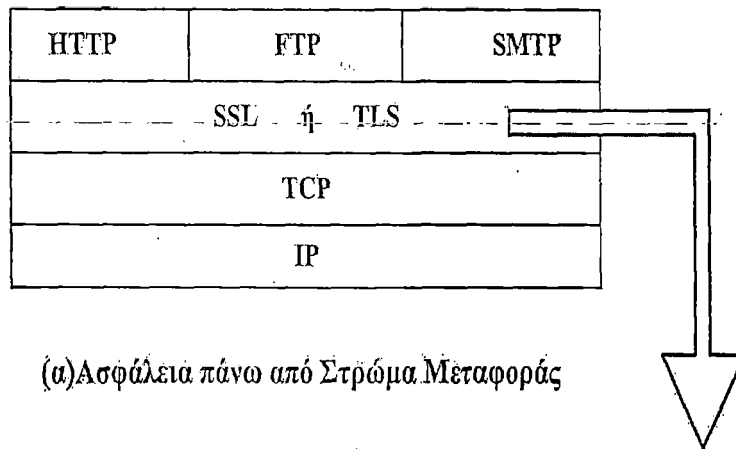 HTTP FTP SMTP
SSL ή TLS
TCP
IP
(α)Ασφάλεια πάνω από Στρώμα Μεταφοράς